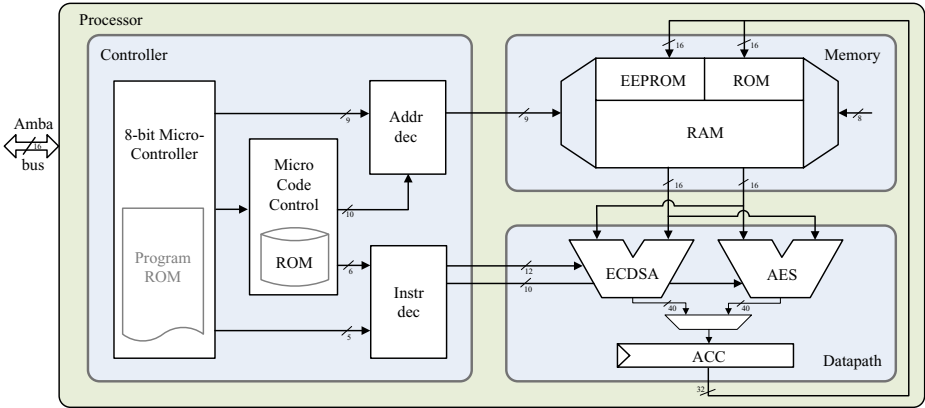 Processor
Controller
Memory
Amba
16
bus
8-bit Micro-
Controller
Program
ROM
Micro
Code
Control
ROM
Addr
dec
Instr
dec
9
10
6
5
9
12
10
16
16
EEPROM
ROM
RAM
8
16
16
ECDSA
AES
40
40
ACC
Datapath
32